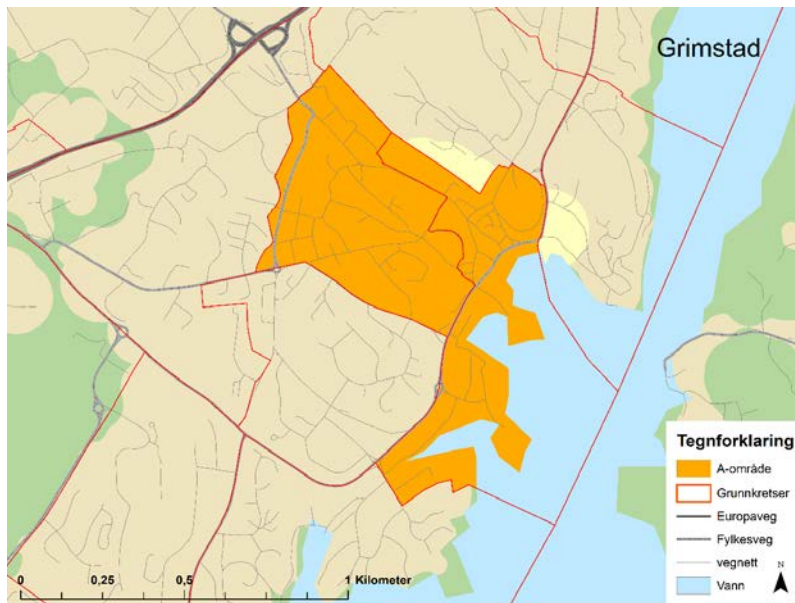 Grimstad
Tegnforklaring
A-område
Grunnkretser
Europaveg
Fylkesveg
vegnett
Vann
N
0 0,25 0,5 1 Kilometer